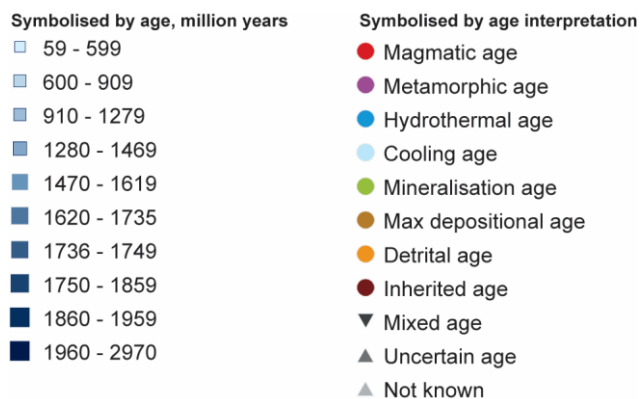 Symbolised by age, million years
59 - 599
600 - 909
910 - 1279
1280 - 1469
1470 - 1619
1620 - 1735
1736 - 1749
1750 - 1859
1860 - 1959
1960 - 2970
Symbolised by age interpretation
Magmatic age
Metamorphic age
Hydrothermal age
Cooling age
Mineralisation age
Max depositional age
Detrital age
Inherited age
Mixed age
Uncertain age
Not known